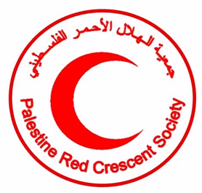 جمعية الهلال الأحمر الفلسطيني
Palestine Red Crescent Society